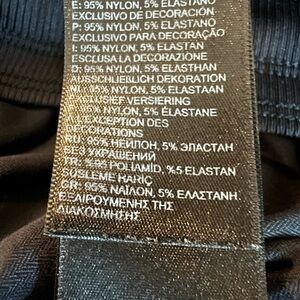 E: 95% NYLON, 5% ELASTANO
EXCLUSIVO DE DECORACIÓN
P: 95% NYLON, 5% ELASTANO
EXCLUSIVO PARA DECORAÇÃO
I: 95% NYLON, 5% ELASTAN
ESCLUSA LA DECORAZIONE
D: 95% NYLON, 5% ELASTHAN
AUSSCHLIEßLICH DEKORATION
NL: 95% NYLON, 5% ELASTAAN
EXCLUSIEF VERSIERING
95% NYLON, 5% ÉLASTANE
EXCEPTION DES
DÉCORATIONS
RU: 95% НЕЙЛОН, 5% ЭЛАСТАН
БЕЗ УКРАШЕНИЙ
TR: %95 POLİAMİD, %5 ELASTAN
SÜSLEME HARİÇ
GR: 95% ΝΑΪΛΟΝ, 5% ΕΛΑΣΤΑΝΗ
ΕΞΑΙΡΟΥΜΕΝΗΣ ΤΗΣ
ΔΙΑΚΟΣΜΗΣΗΣ